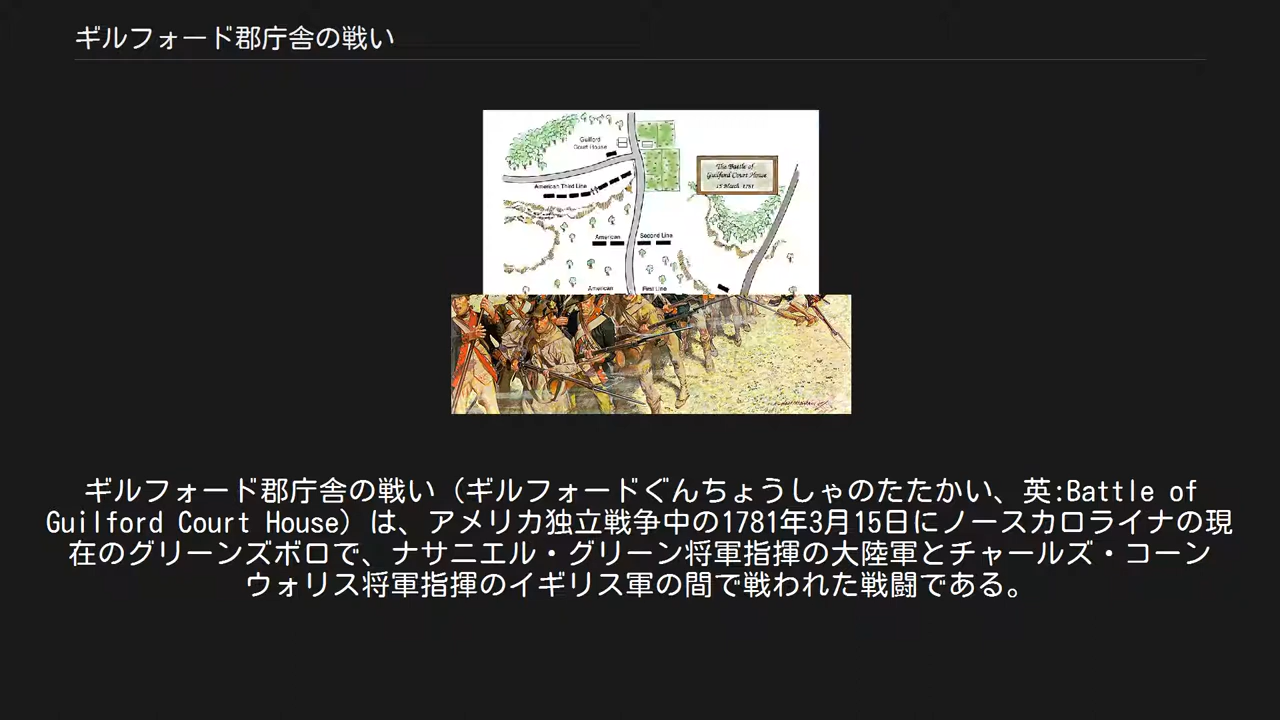 ギルフォード郡庁舎の戦い
Guilford
Court House
The Battle of
Guilford Court House
15 March 1781
American Third Line
American Second Line
American First Line
ギルフォード郡庁舎の戦い（ギルフォードぐんちょうしゃのたたかい、英:Battle of
Guilford Court House）は、アメリカ独立戦争中の1781年3月15日にノースカロライナの現
在のグリーンズボロで、ナサニエル・グリーン将軍指揮の大陸軍とチャールズ・コーン
ウォリス将軍指揮のイギリス軍の間で戦われた戦闘である。